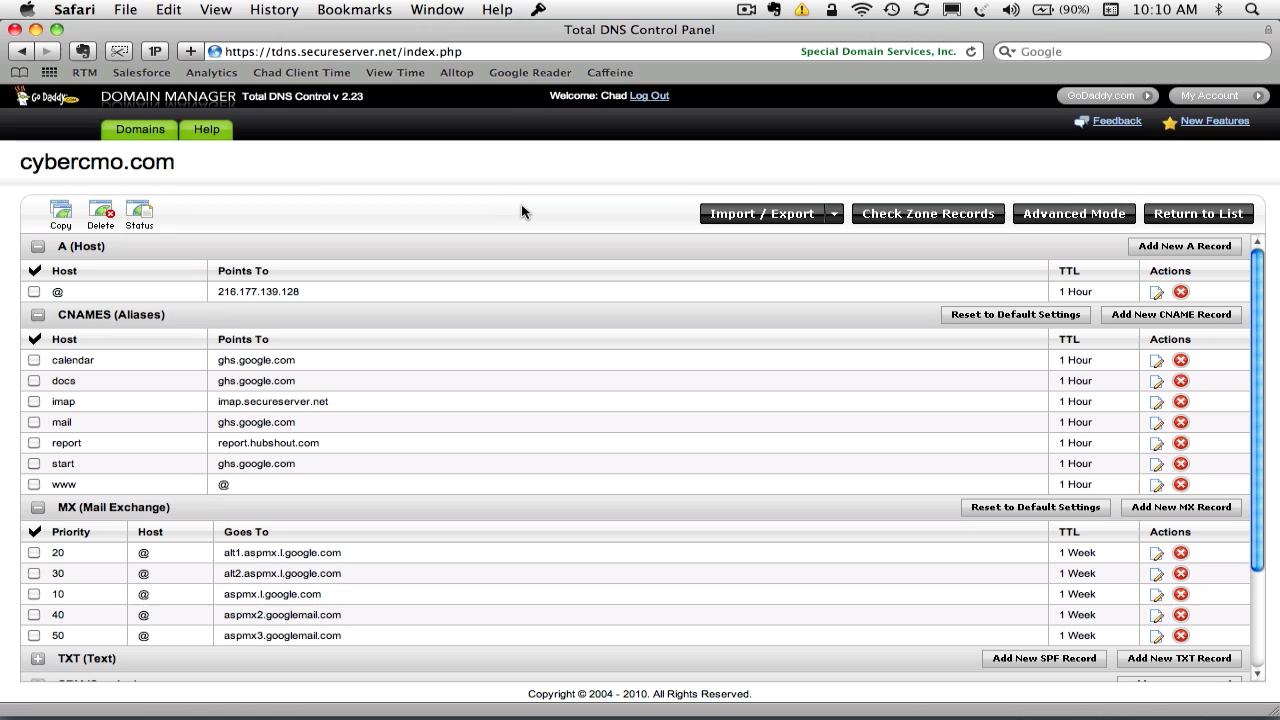 Safari File Edit View History Bookmarks Window Help (90%) 10:10 AM
Total DNS Control Panel
1P + https://tdns.secureserver.net/index.php Special Domain Services, Inc. Google
RTM Salesforce Analytics Chad Client Time View Time Alltop Google Reader Caffeine
Go Daddy.com DOMAIN MANAGER Total DNS Control v 2.23 Welcome: Chad Log Out GoDaddy.com My Account
Domains Help Feedback New Features
cybercmo.com
Copy Delete Status Import / Export Check Zone Records Advanced Mode Return to List
A (Host) Add New A Record
Host Points To TTL Actions
@ 216.177.139.128 1 Hour
CNAMES (Aliases) Reset to Default Settings Add New CNAME Record
Host Points To TTL Actions
calendar ghs.google.com 1 Hour
docs ghs.google.com 1 Hour
imap imap.secureserver.net 1 Hour
mail ghs.google.com 1 Hour
report report.hubshout.com 1 Hour
start ghs.google.com 1 Hour
www @ 1 Hour
MX (Mail Exchange) Reset to Default Settings Add New MX Record
Priority Host Goes To TTL Actions
20 @ alt1.aspmx.l.google.com 1 Week
30 @ alt2.aspmx.l.google.com 1 Week
10 @ aspmx.l.google.com 1 Week
40 @ aspmx2.googlemail.com 1 Week
50 @ aspmx3.googlemail.com 1 Week
TXT (Text) Add New SPF Record Add New TXT Record
Copyright © 2004 - 2010. All Rights Reserved.